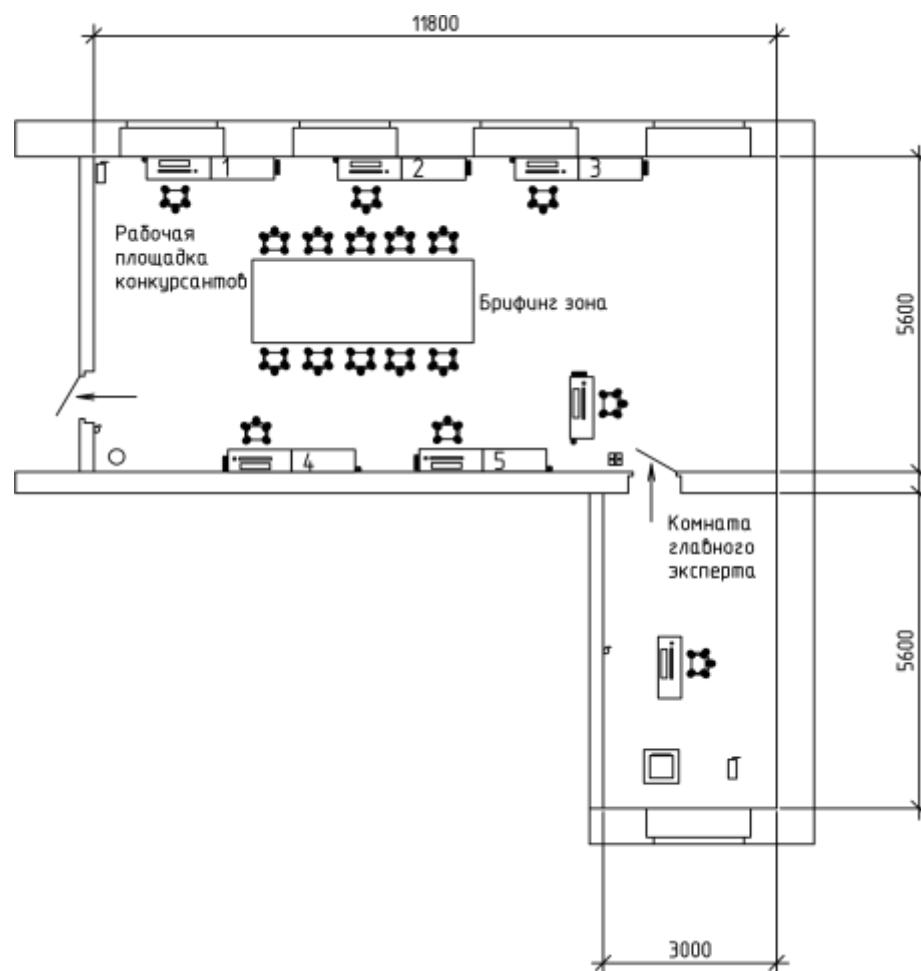 11800
1
2
3
Рабочая
площадка
конкурсантов
Брифинг зона
5600
4
5
Комната
главного
эксперта
5600
3000